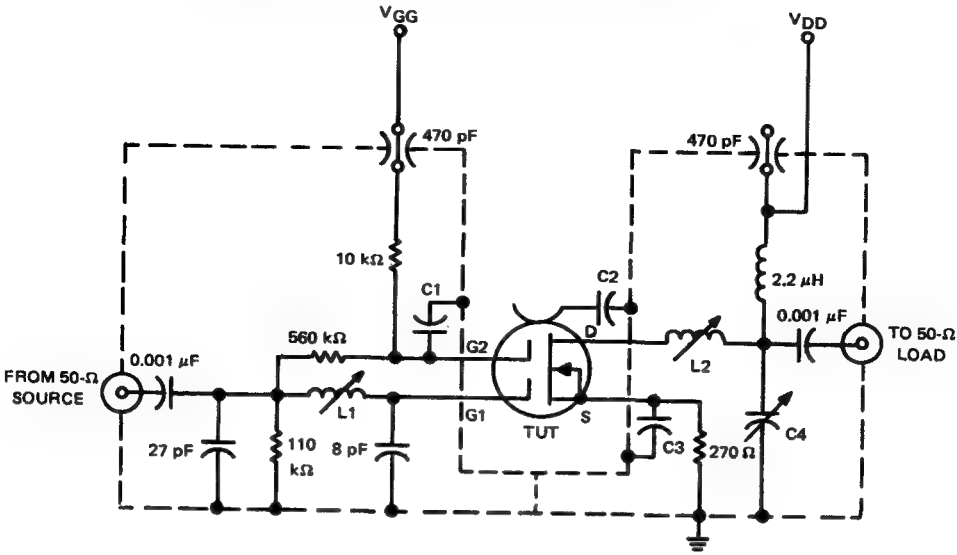 VGG
VDD
470 pF
470 pF
10 kΩ
C1
C2
2.2 µH
D
0.001 µF
560 kΩ
G2
TO 50-Ω
LOAD
L2
0.001 µF
FROM 50-Ω
SOURCE
L1
G1
S
TUT
C4
27 pF
110
kΩ
8 pF
C3
270 Ω